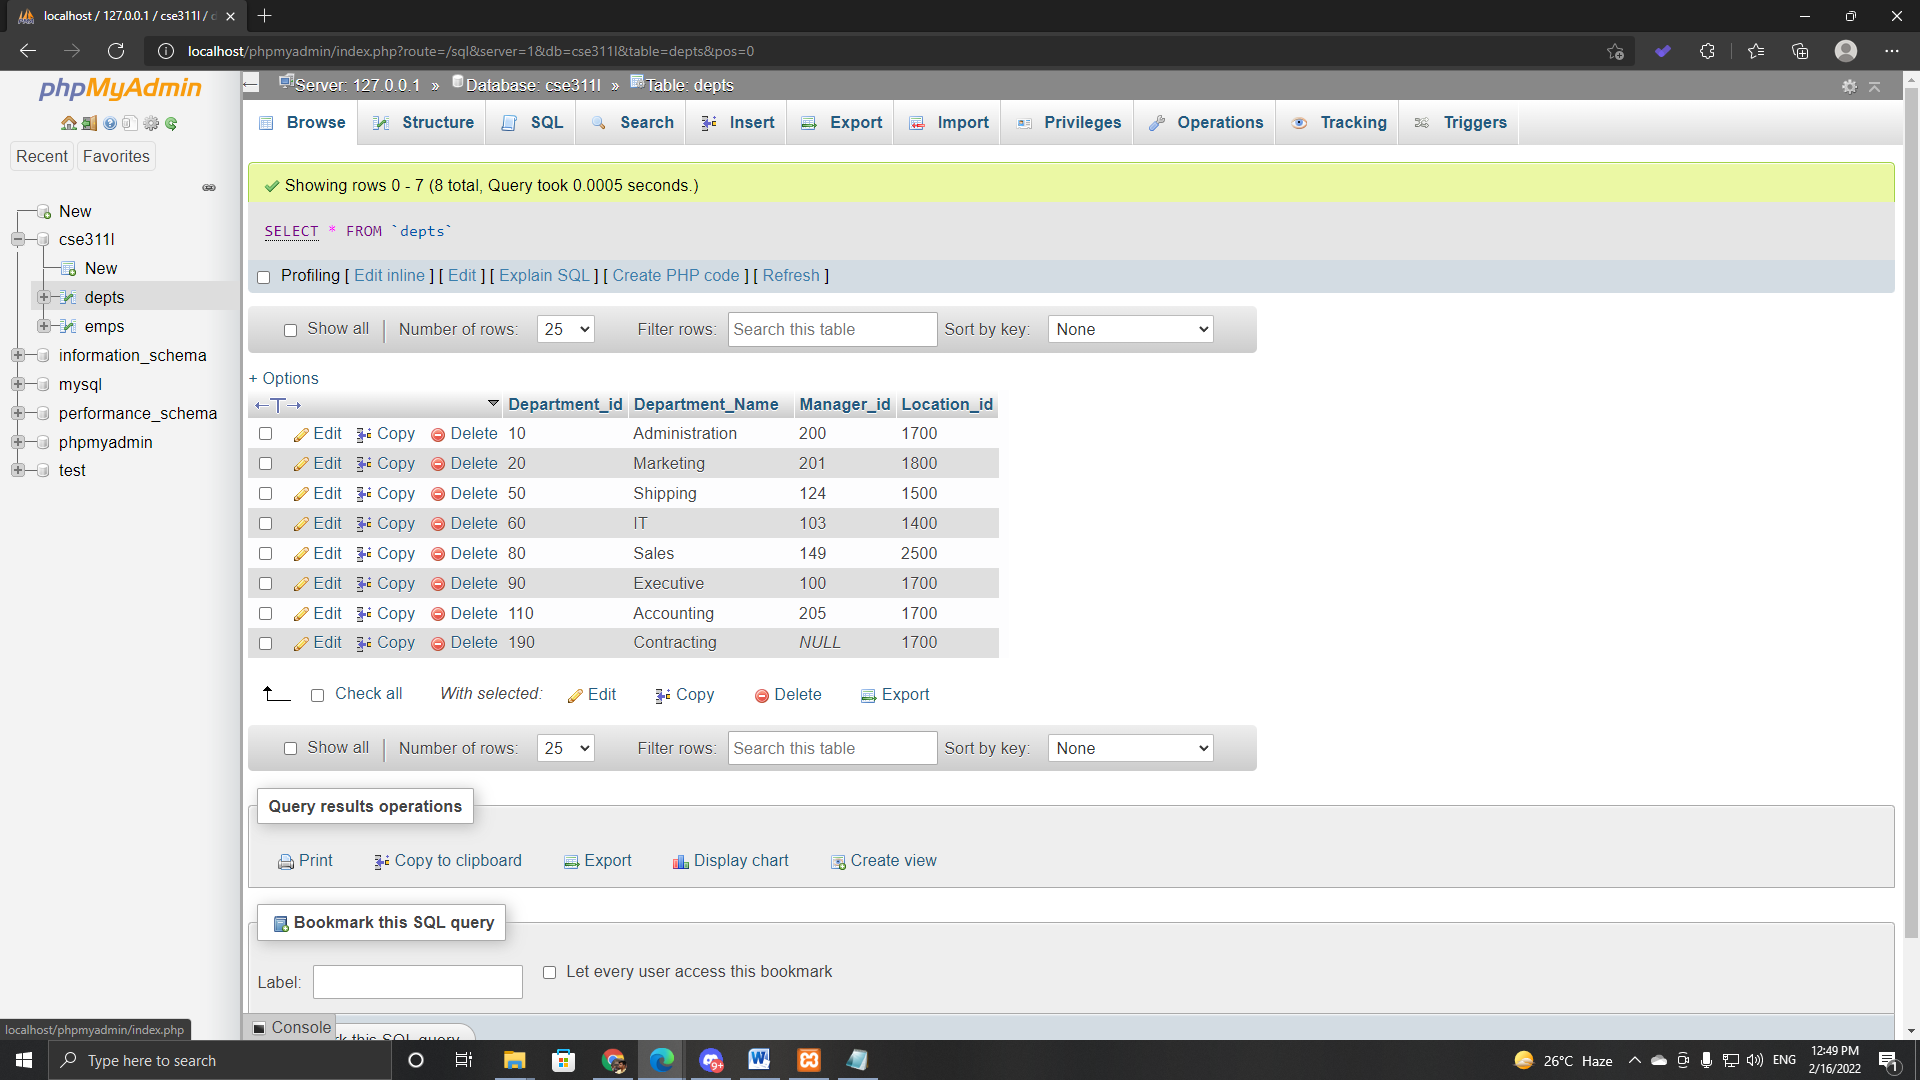 localhost / 127.0.0.1 / cse311l /
localhost/phpmyadmin/index.php?route=/sql&server=1&db=cse311l&table=depts&pos=0
phpMyAdmin
Recent Favorites
New
cse311l
New
depts
emps
information_schema
mysql
performance_schema
phpmyadmin
test
Server: 127.0.0.1 » Database: cse311l » Table: depts
Browse Structure SQL Search Insert Export Import Privileges Operations Tracking Triggers
Showing rows 0 - 7 (8 total, Query took 0.0005 seconds.)
SELECT * FROM `depts`
Profiling [ Edit inline ] [ Edit ] [ Explain SQL ] [ Create PHP code ] [ Refresh ]
Show all Number of rows: 25 Filter rows: Search this table Sort by key: None
+ Options
←T→ Department_id Department_Name Manager_id Location_id
Edit Copy Delete 10 Administration 200 1700
Edit Copy Delete 20 Marketing 201 1800
Edit Copy Delete 50 Shipping 124 1500
Edit Copy Delete 60 IT 103 1400
Edit Copy Delete 80 Sales 149 2500
Edit Copy Delete 90 Executive 100 1700
Edit Copy Delete 110 Accounting 205 1700
Edit Copy Delete 190 Contracting NULL 1700
Check all With selected: Edit Copy Delete Export
Show all Number of rows: 25 Filter rows: Search this table Sort by key: None
Query results operations
Print Copy to clipboard Export Display chart Create view
Bookmark this SQL query
Label: Let every user access this bookmark
localhost/phpmyadmin/index.php
Console
k this SQL query
Type here to search
9+
26°C Haze
ENG
12:49 PM
2/16/2022
1